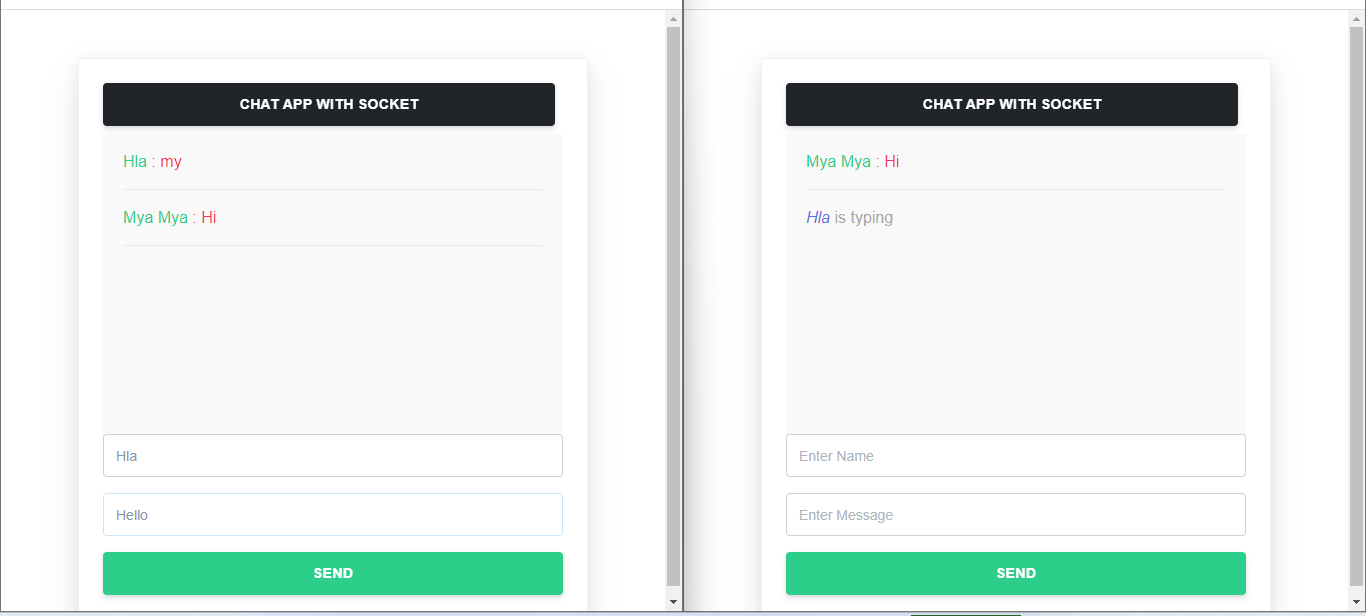 CHAT APP WITH SOCKET
Hla : my
Mya Mya : Hi
Hla
Hello
SEND
CHAT APP WITH SOCKET
Mya Mya : Hi
Hla is typing
Enter Name
Enter Message
SEND